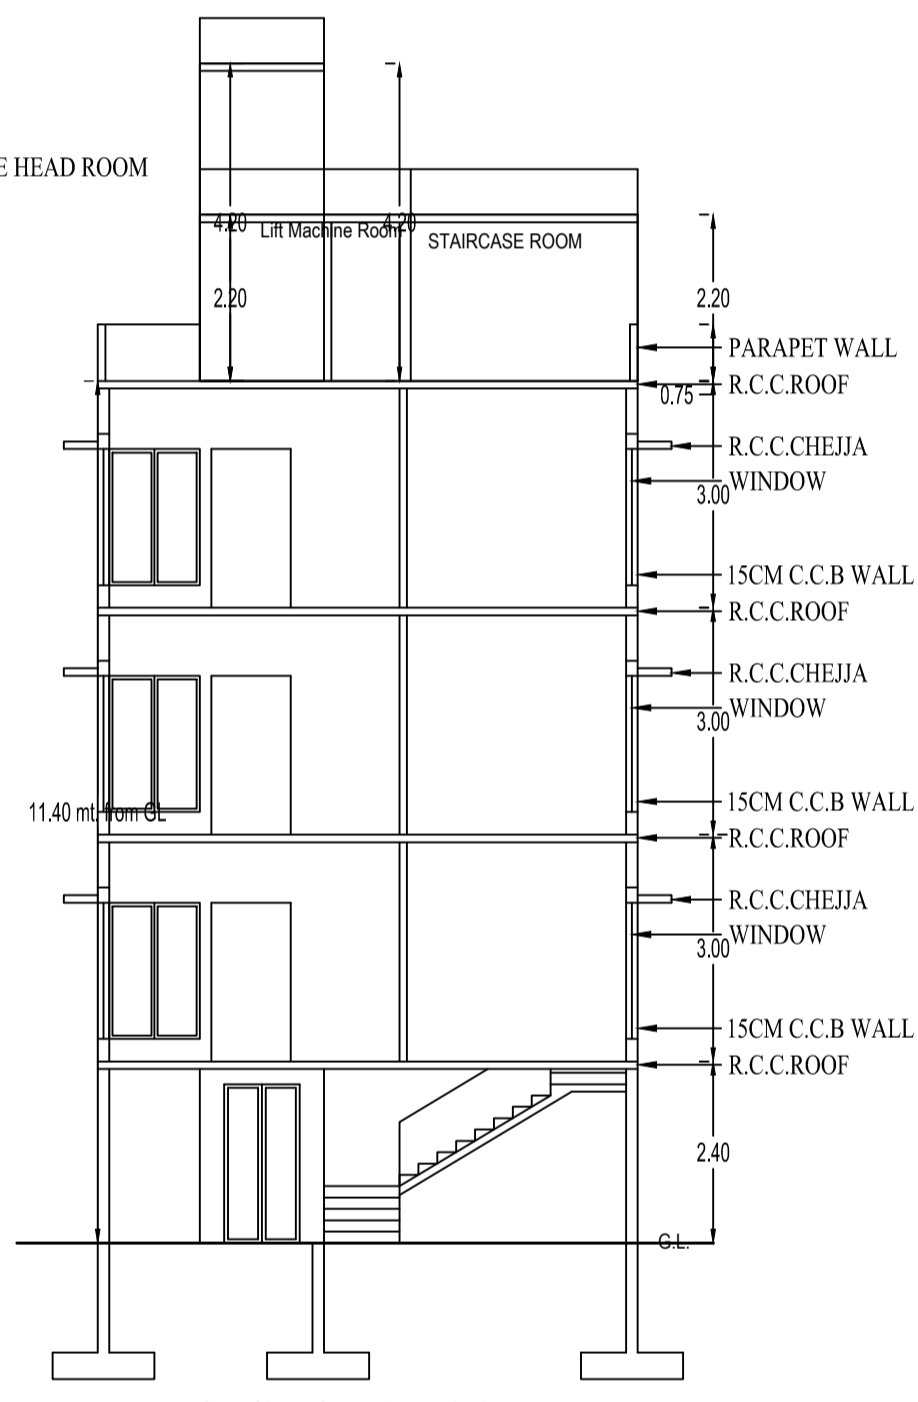 E HEAD ROOM
4.20
Lift Machine Room
4.20
STAIRCASE ROOM
2.20
2.20
PARAPET WALL
R.C.C.ROOF
0.75
R.C.C.CHEJJA
WINDOW
3.00
15CM C.C.B WALL
R.C.C.ROOF
R.C.C.CHEJJA
WINDOW
3.00
15CM C.C.B WALL
11.40 mt. from GL
R.C.C.ROOF
R.C.C.CHEJJA
WINDOW
3.00
15CM C.C.B WALL
R.C.C.ROOF
2.40
G.L.